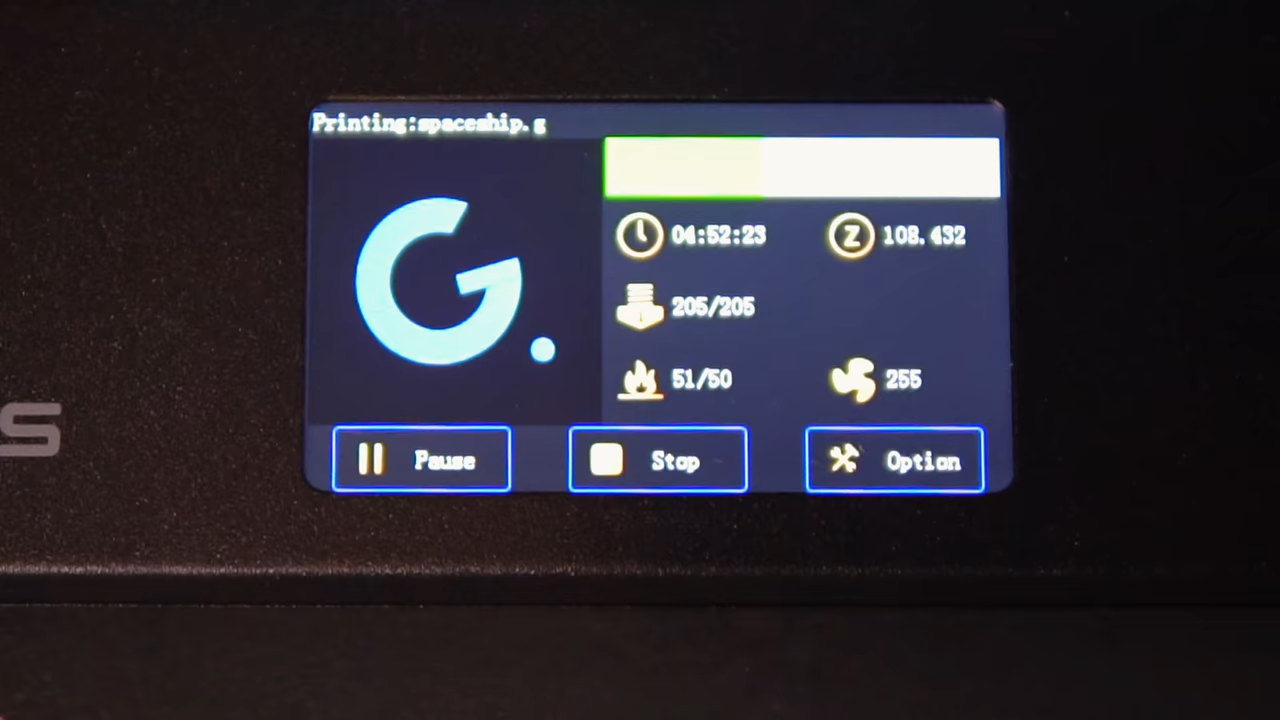 Printing:spaceship.g
G.
04:52:23
Z
108.432
205/205
51/50
255
Pause
Stop
Option
S